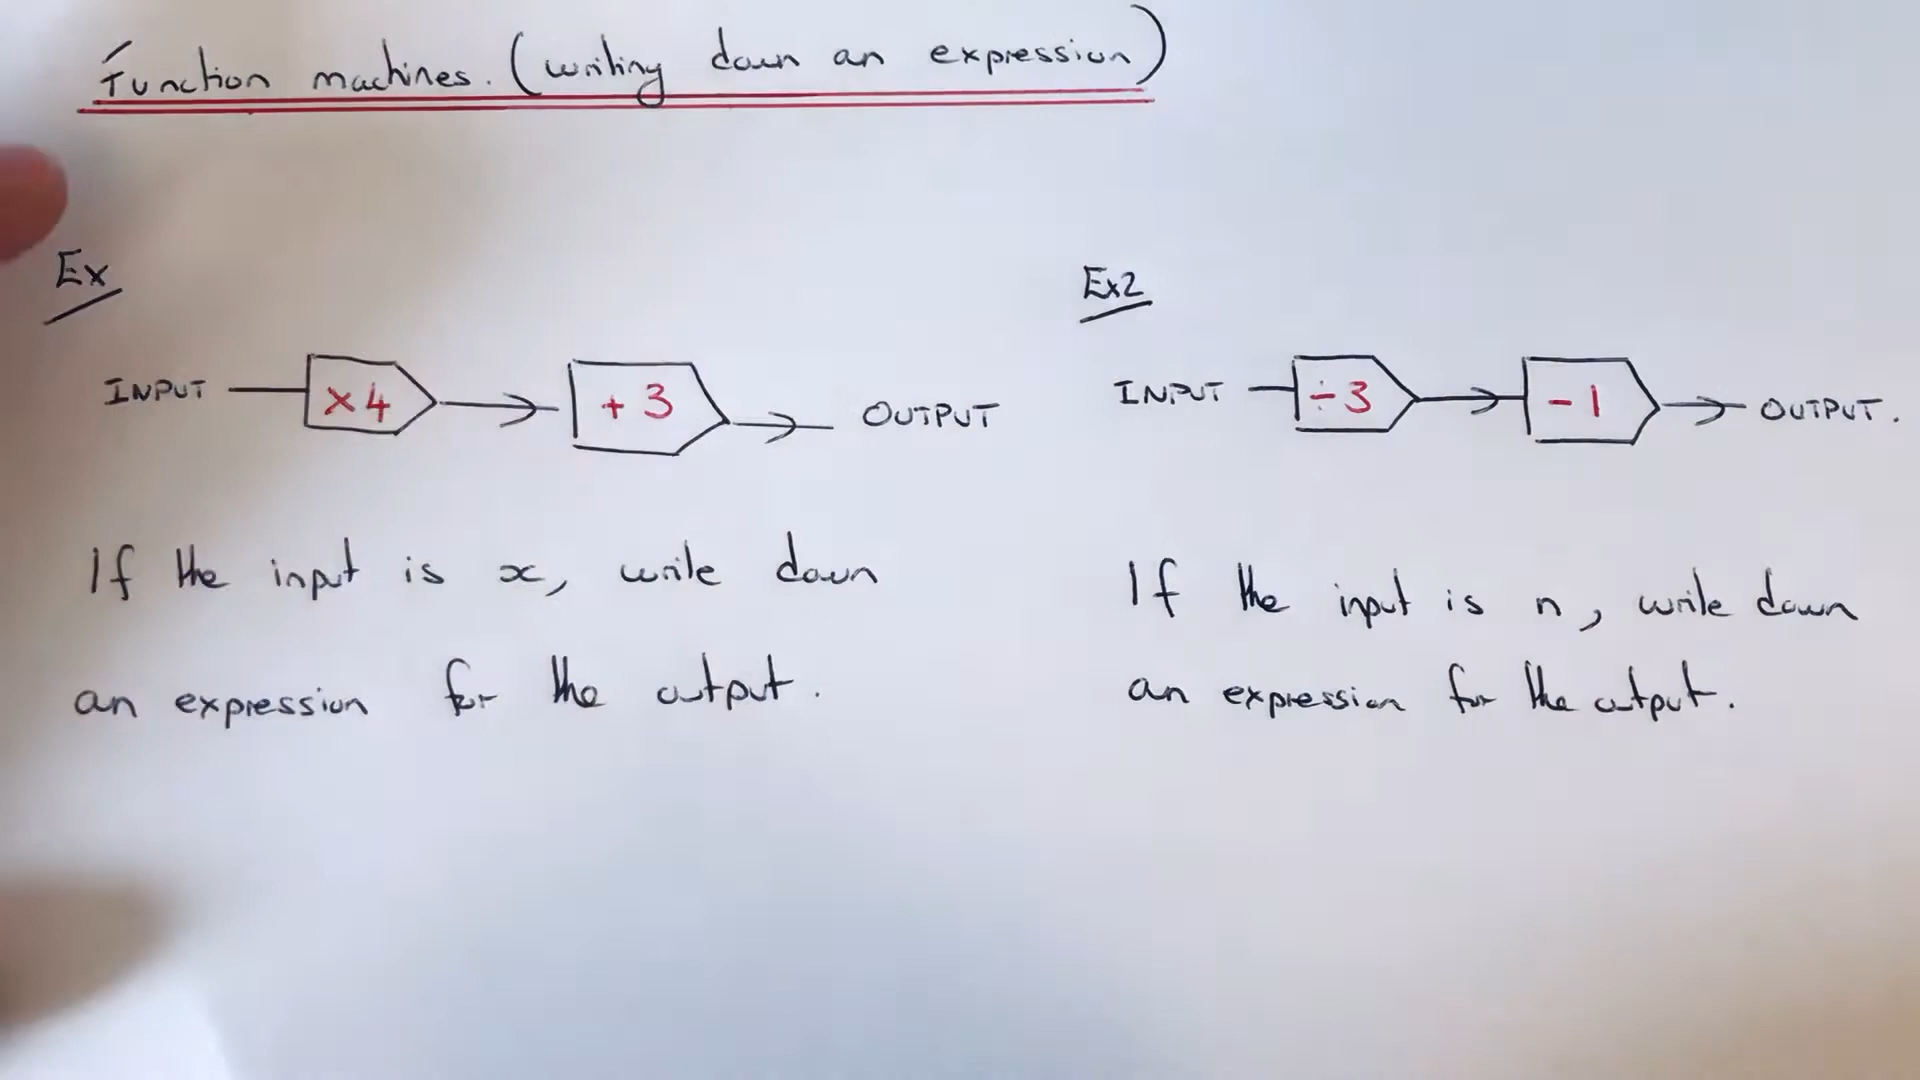 Function machines. (writing down an expression)
Ex
INPUT ×4 + 3 OUTPUT
If the input is x, write down
an expression for the output.
Ex2
INPUT ÷3 - 1 OUTPUT.
If the input is n, write down
an expression for the output.